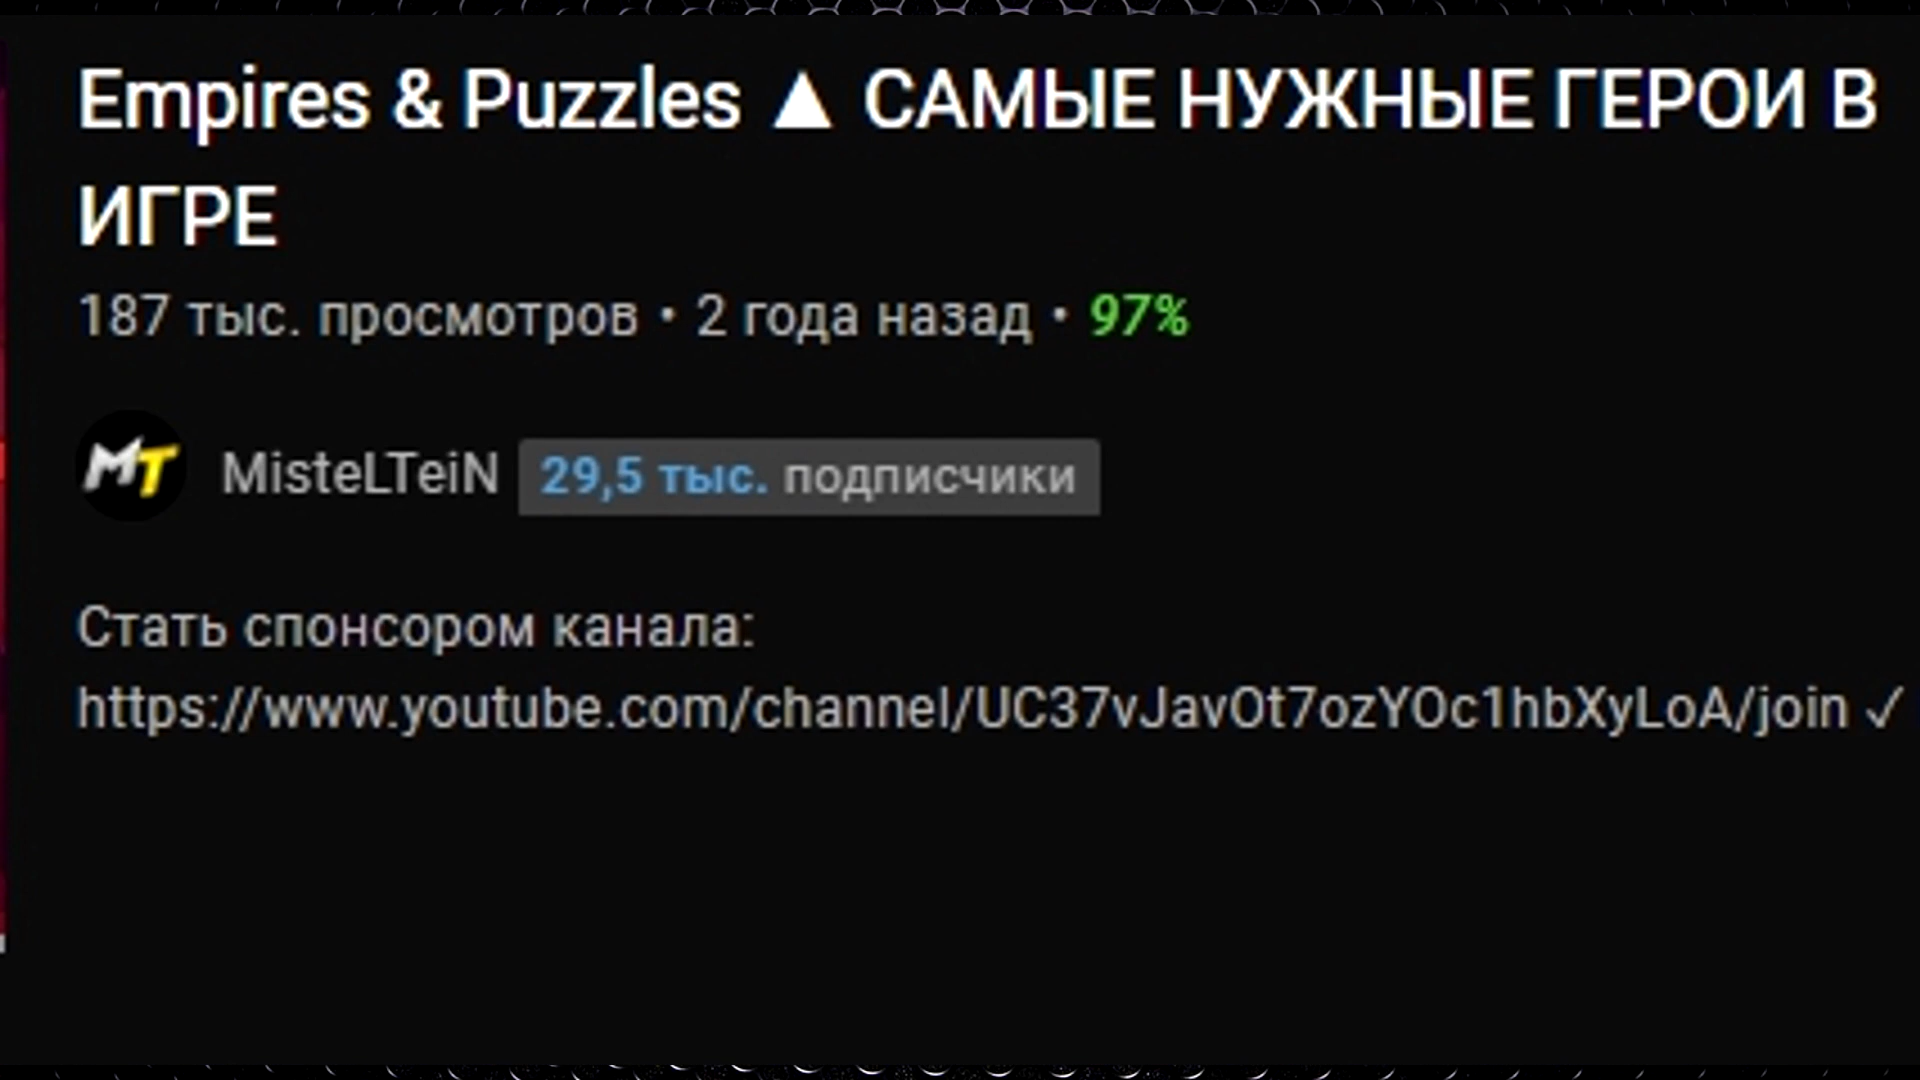 Empires & Puzzles ▲ САМЫЕ НУЖНЫЕ ГЕРОИ В
ИГРЕ
187 тыс. просмотров • 2 года назад • 97%
MT MisteLTeiN 29,5 тыс. подписчики
Стать спонсором канала:
https://www.youtube.com/channel/UC37vJavOt7ozYOc1hbXyLoA/join ✓